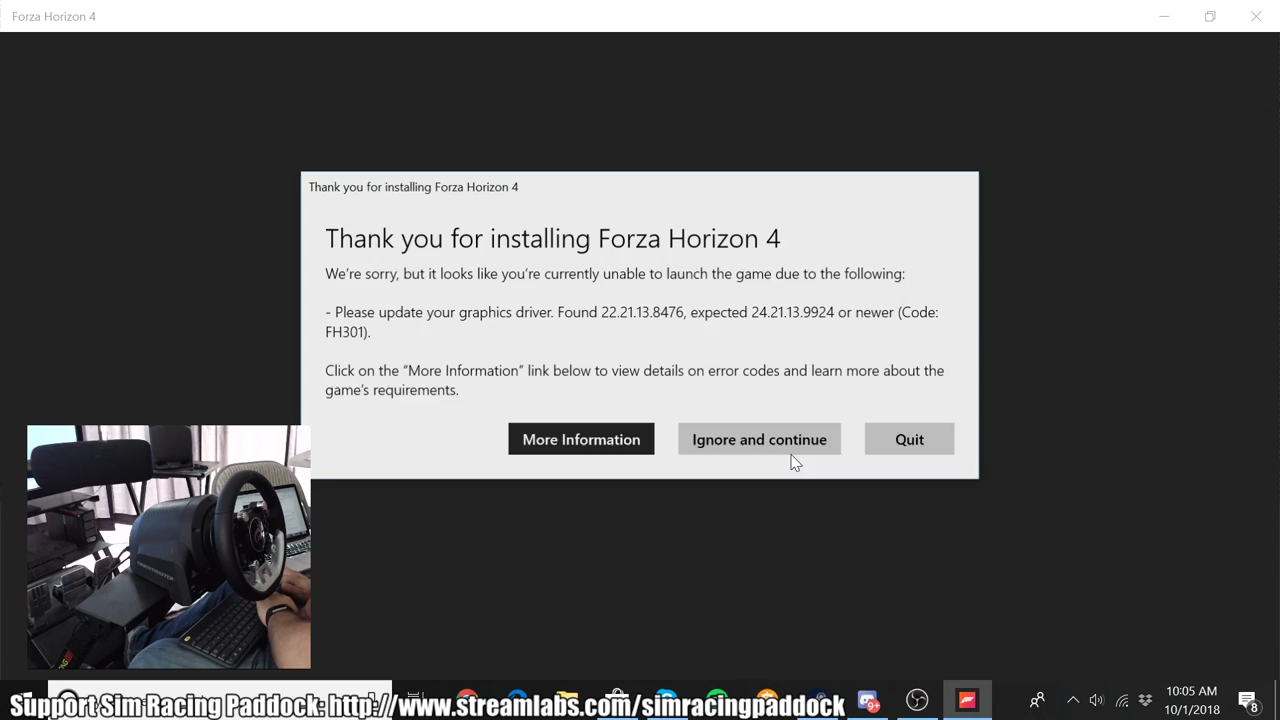 Forza Horizon 4
Thank you for installing Forza Horizon 4
Thank you for installing Forza Horizon 4
We're sorry, but it looks like you're currently unable to launch the game due to the following:
- Please update your graphics driver. Found 22.21.13.8476, expected 24.21.13.9924 or newer (Code:
FH301).
Click on the “More Information” link below to view details on error codes and learn more about the
game's requirements.
More Information
Ignore and continue
Quit
THRUSTMASTER
9+
10:05 AM
10/1/2018
8
Support Sim Racing Paddock: http://www.streamlabs.com/simracingpaddock